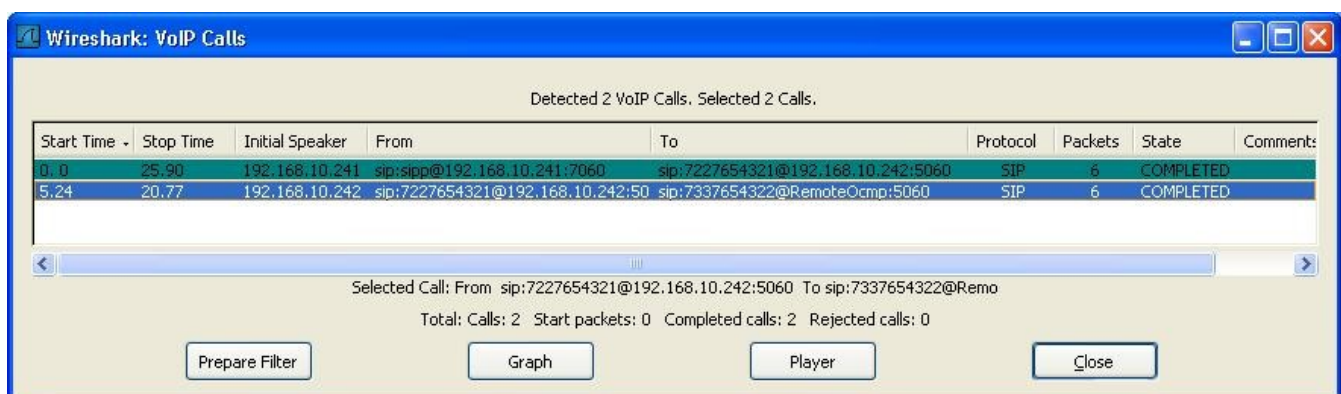 Wireshark: VoIP Calls
Detected 2 VoIP Calls. Selected 2 Calls.
Start Time Stop Time Initial Speaker From To Protocol Packets State Comments
0. 0 25.90 192.168.10.241 sip:sipp@192.168.10.241:7060 sip:7227654321@192.168.10.242:5060 SIP 6 COMPLETED
5.24 20.77 192.168.10.242 sip:7227654321@192.168.10.242:50 sip:7337654322@RemoteOcmp:5060 SIP 6 COMPLETED
Selected Call: From sip:7227654321@192.168.10.242:5060 To sip:7337654322@Remo
Total: Calls: 2 Start packets: 0 Completed calls: 2 Rejected calls: 0
Prepare Filter Graph Player Close